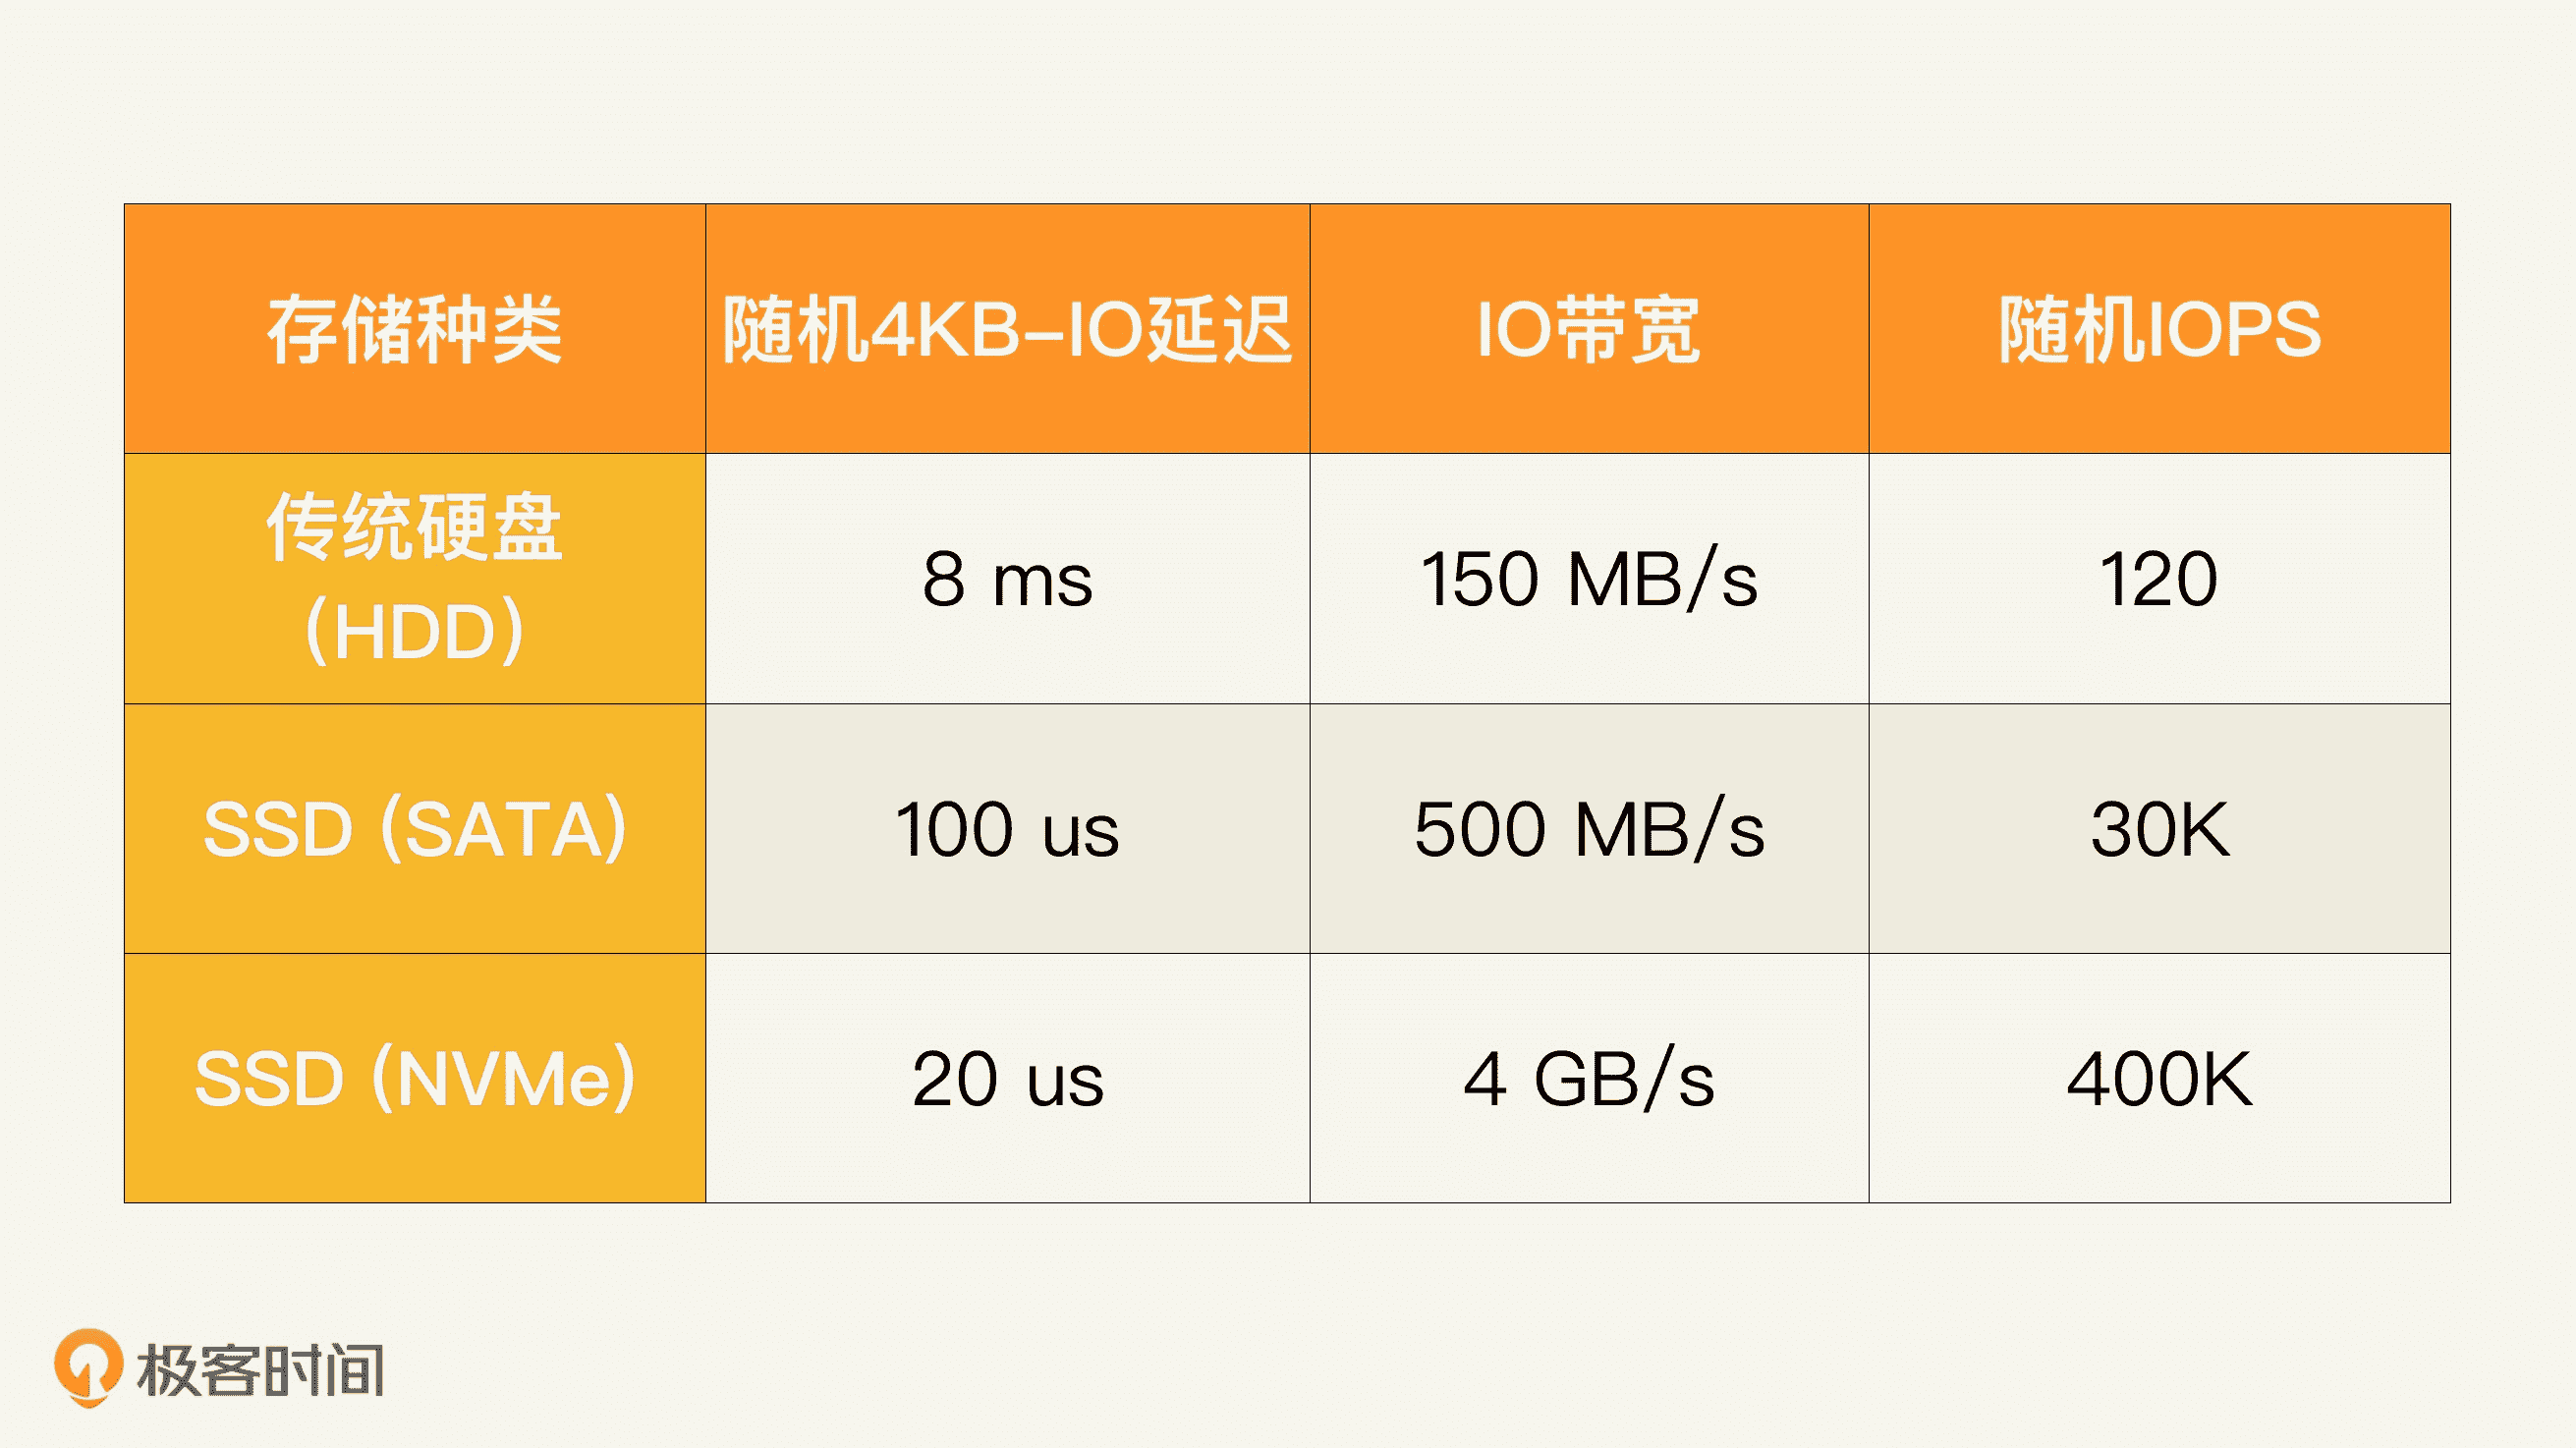 存储种类 随机4KB-IO延迟 IO带宽 随机IOPS
传统硬盘
(HDD)
8 ms 150 MB/s 120
SSD (SATA) 100 us 500 MB/s 30K
SSD (NVMe) 20 us 4 GB/s 400K
极客时间